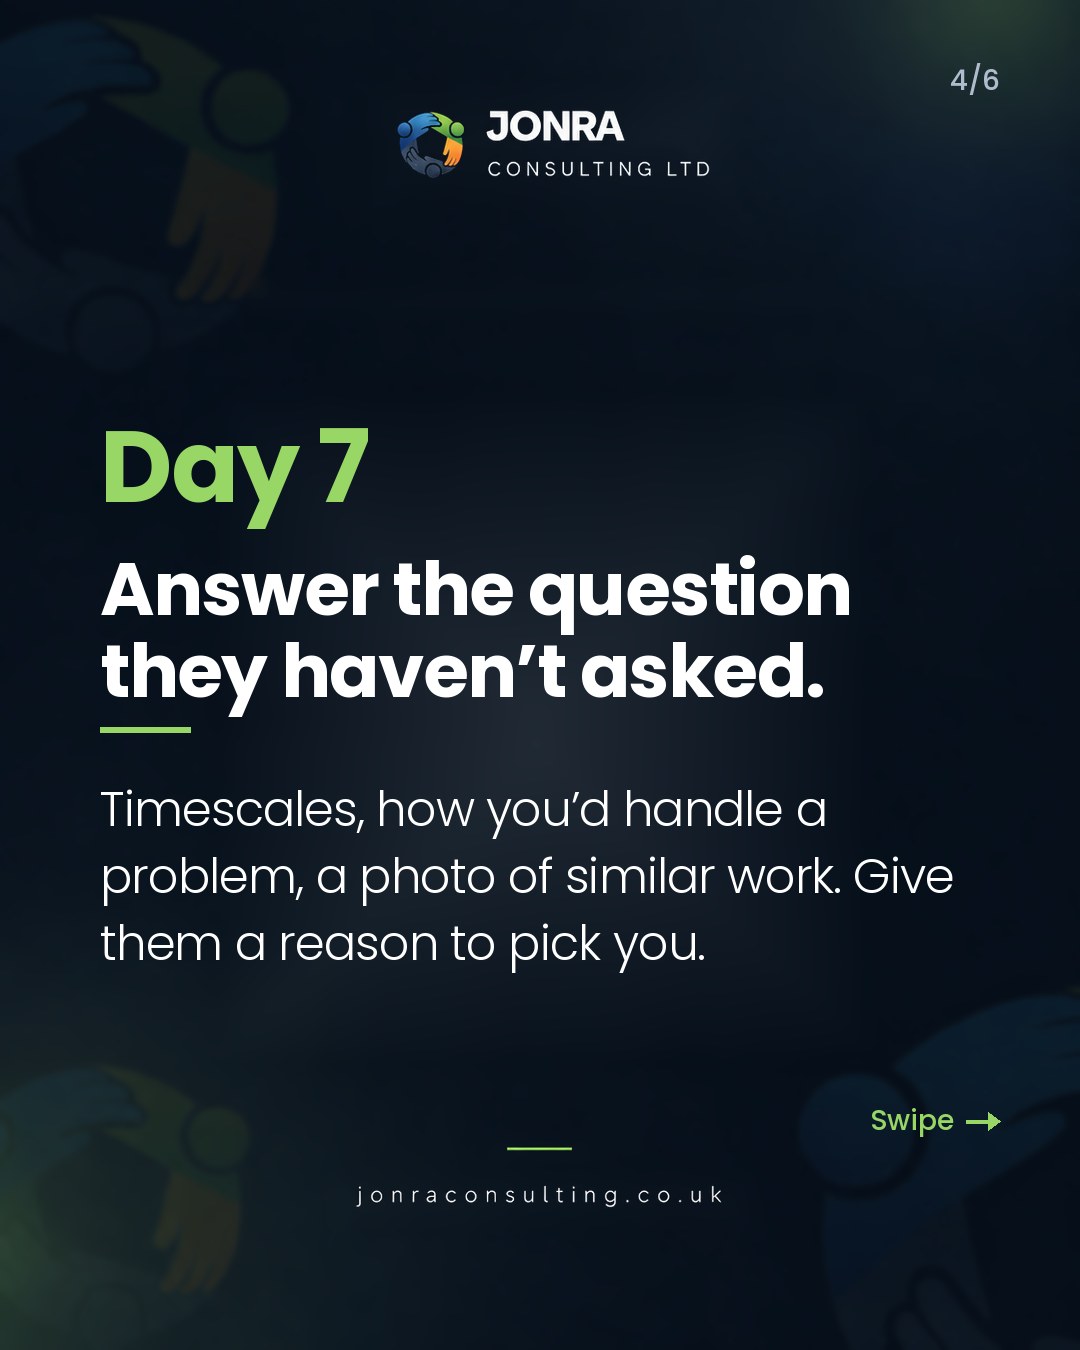 4/6
JONRA
CONSULTING LTD
Day 7
Answer the question
they haven’t asked.
Timescales, how you’d handle a
problem, a photo of similar work. Give
them a reason to pick you.
Swipe →
jonraconsulting.co.uk